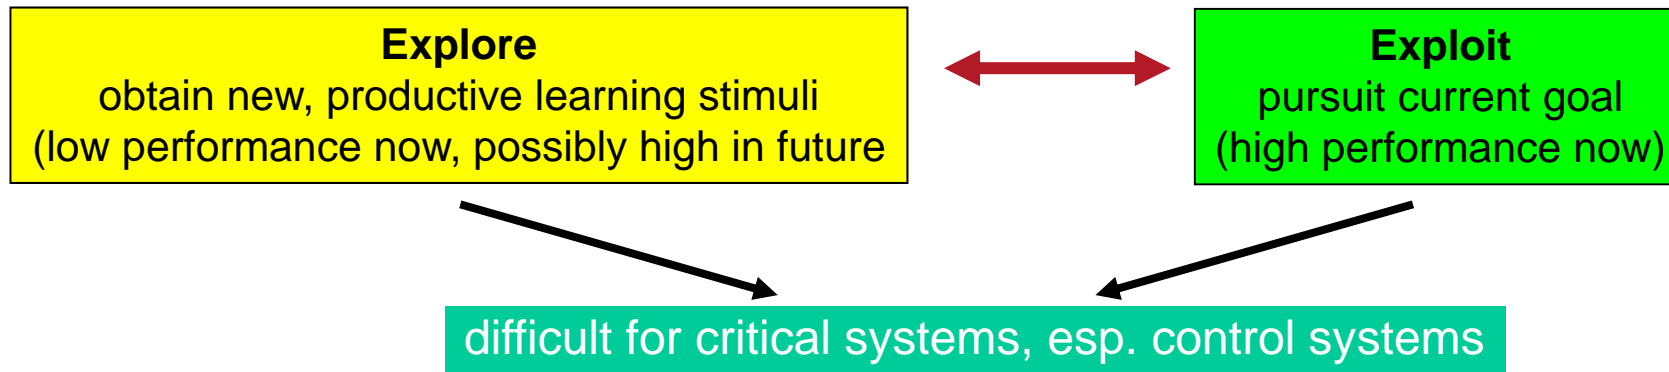 Explore
obtain new, productive learning stimuli
(low performance now, possibly high in future
Exploit
pursuit current goal
(high performance now)
difficult for critical systems, esp. control systems